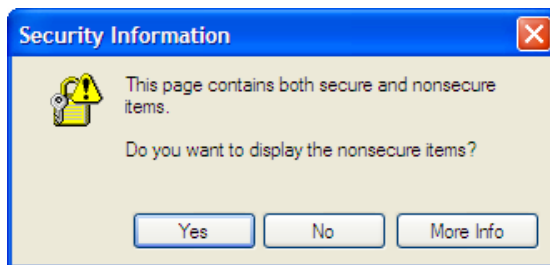 Security Information
This page contains both secure and nonsecure
items.
Do you want to display the nonsecure items?
Yes
No
More Info